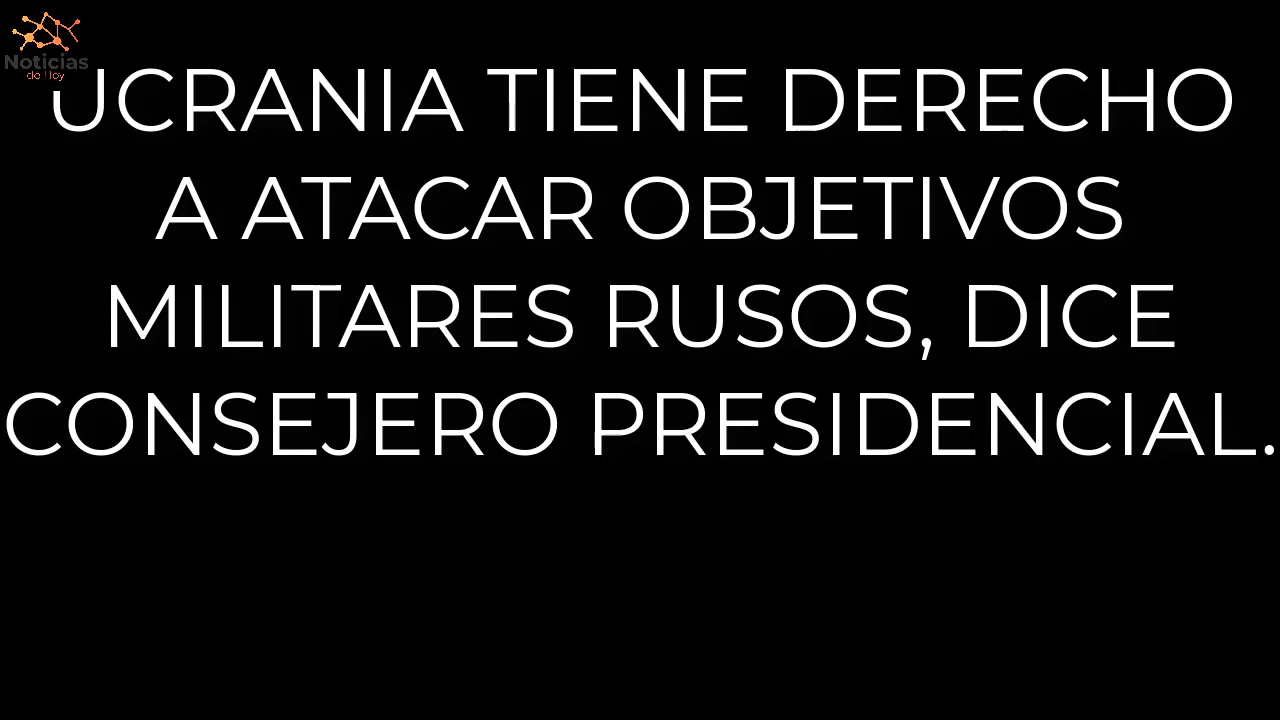 Noticias
de Hoy
UCRANIA TIENE DERECHO
A ATACAR OBJETIVOS
MILITARES RUSOS, DICE
CONSEJERO PRESIDENCIAL.